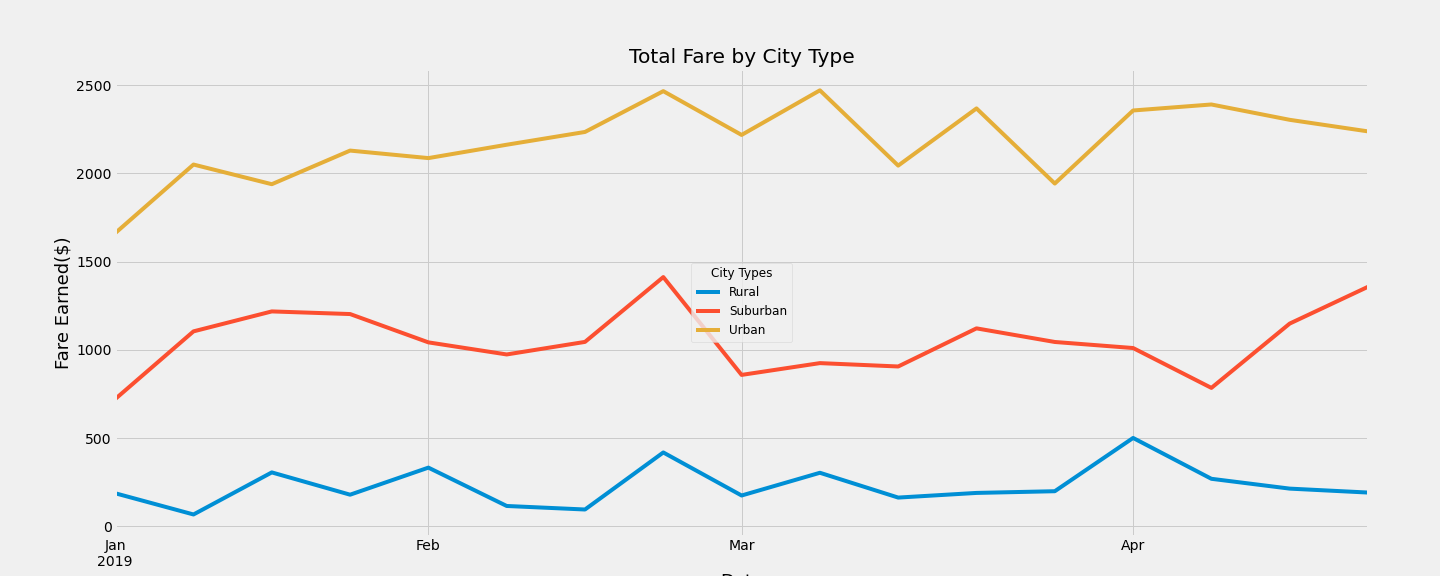 Total Fare by City Type
Fare Earned($)
2500
2000
1500
1000
500
0
City Types
Rural
Suburban
Urban
Jan
2019
Feb
Mar
Apr